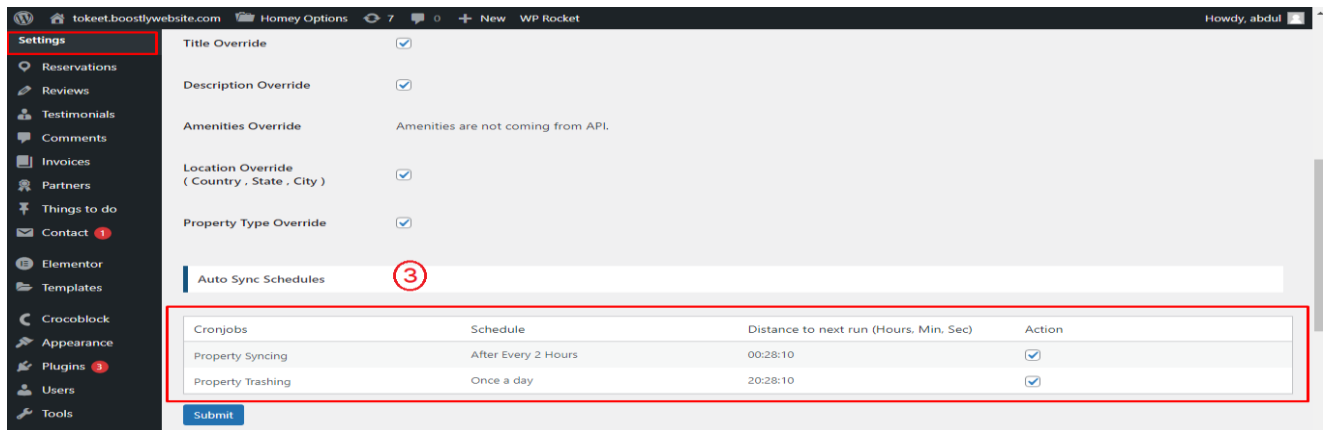 tokeet.boostlywebsite.com Homey Options 7 0 + New WP Rocket Howdy, abdul
Settings
Reservations
Reviews
Testimonials
Comments
Invoices
Partners
Things to do
Contact 1
Elementor
Templates
Crocoblock
Appearance
Plugins 3
Users
Tools
Title Override
Description Override
Amenities Override Amenities are not coming from API.
Location Override
( Country , State , City )
Property Type Override
Auto Sync Schedules 3
Cronjobs Schedule Distance to next run (Hours, Min, Sec) Action
Property Syncing After Every 2 Hours 00:28:10
Property Trashing Once a day 20:28:10
Submit